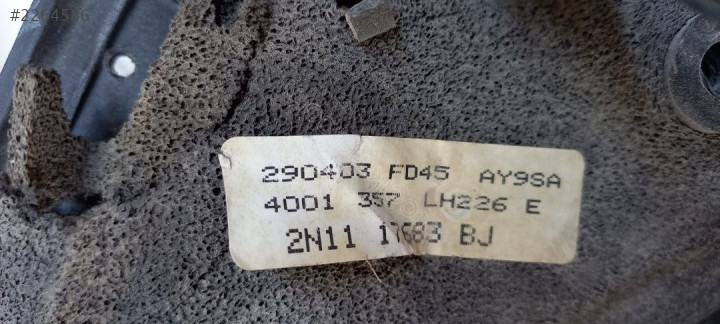 290403 FD45 AY9SA
4001 357 LH226 E
2N11 17683 BJ